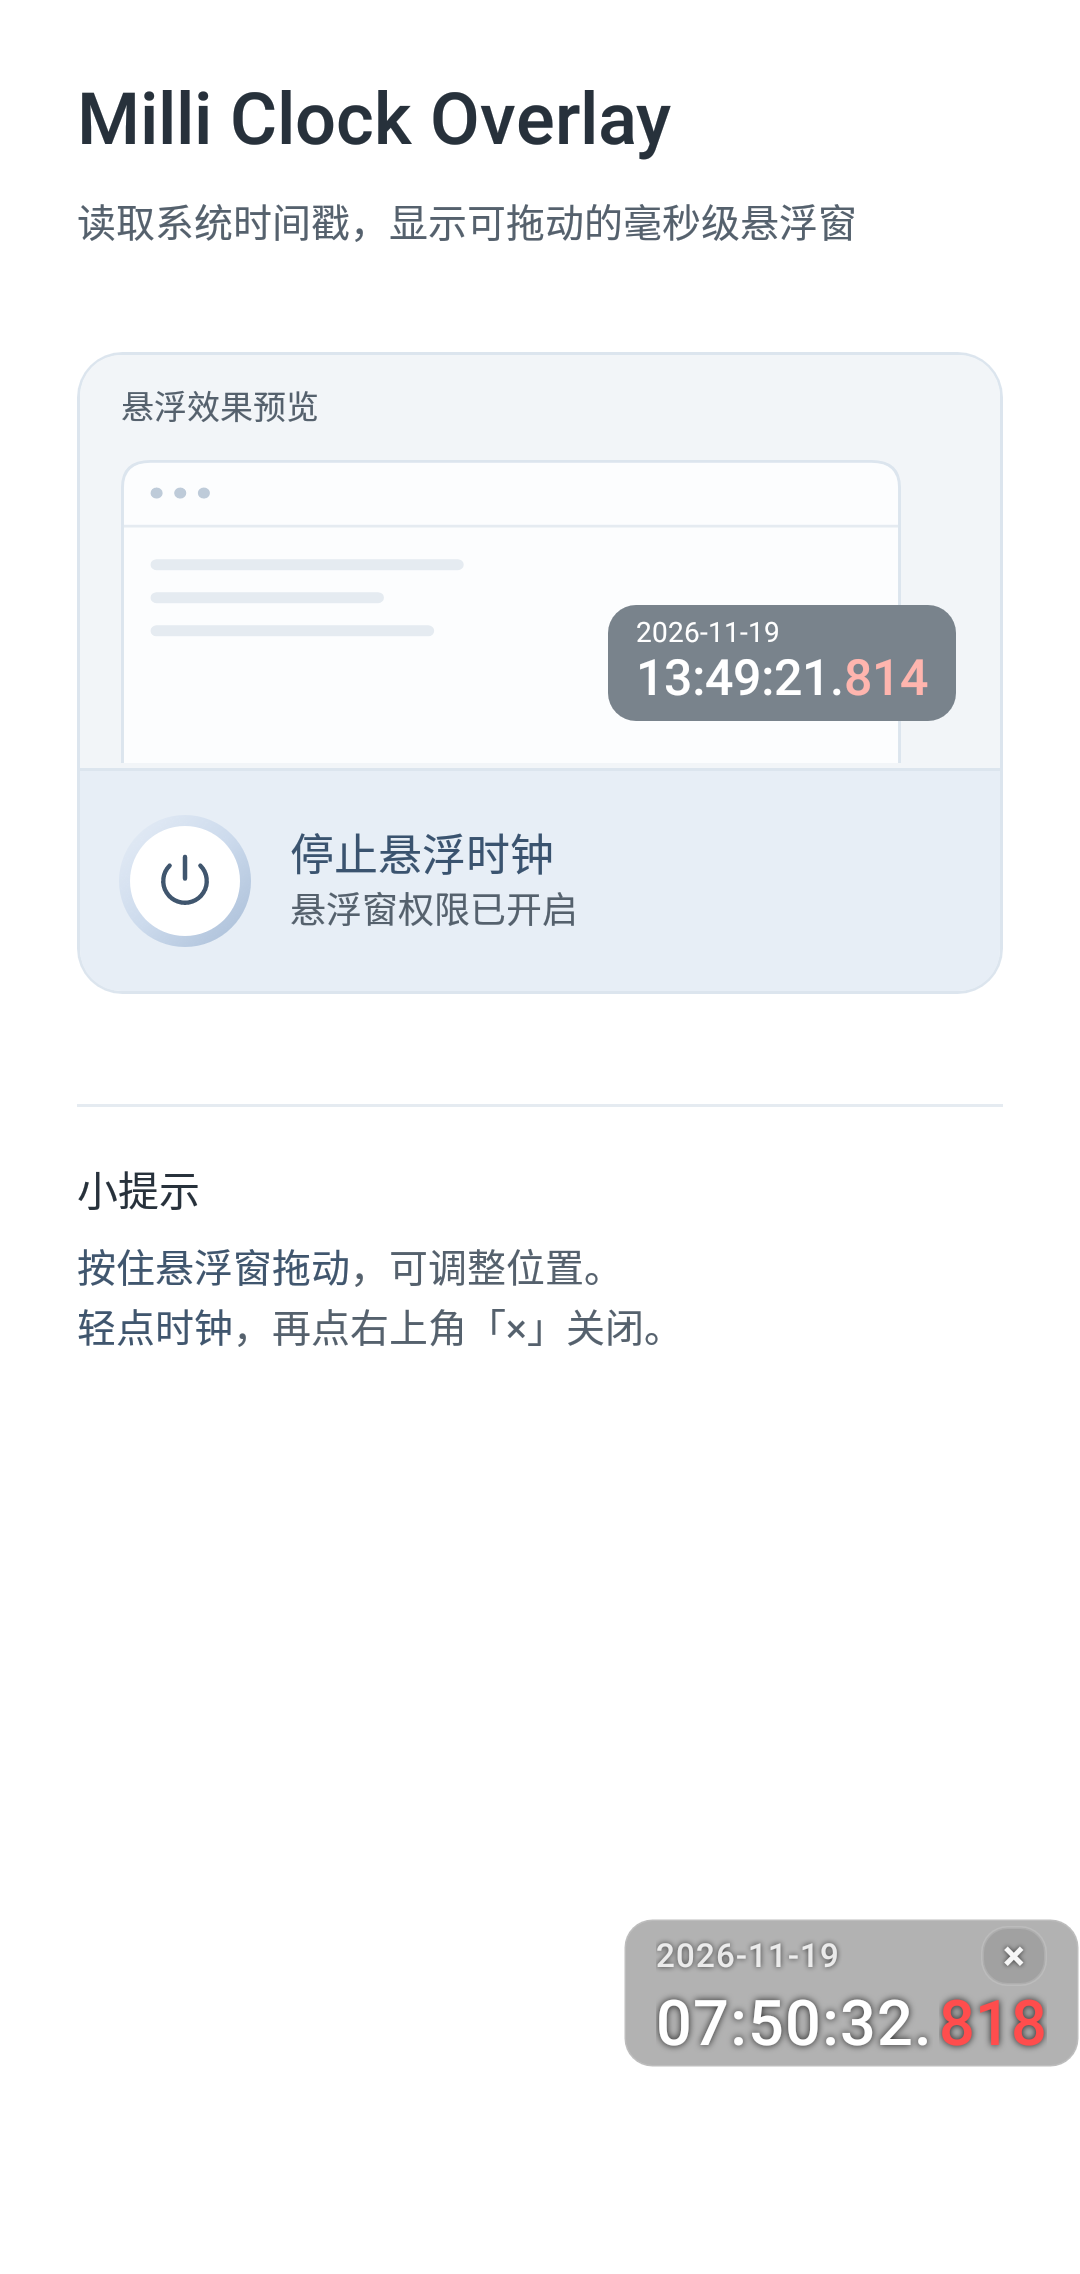 Milli Clock Overlay
读取系统时间戳，显示可拖动的毫秒级悬浮窗
悬浮效果预览
2026-11-19
13:49:21.814
停止悬浮时钟
悬浮窗权限已开启
小提示
按住悬浮窗拖动，可调整位置。
轻点时钟，再点右上角「×」关闭。
2026-11-19 ×
07:50:32.818